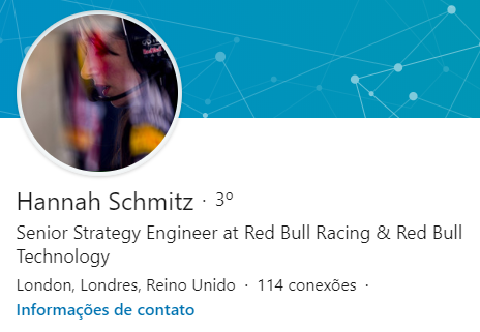 Hannah Schmitz · 3º
Senior Strategy Engineer at Red Bull Racing & Red Bull
Technology
London, Londres, Reino Unido · 114 conexões ·
Informações de contato